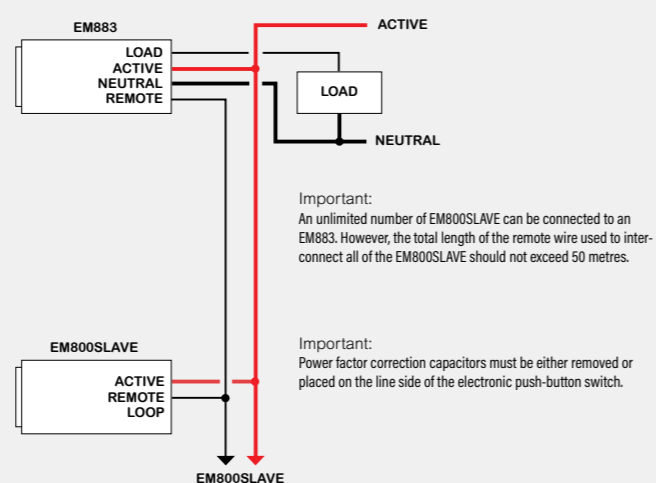 EM883
ACTIVE
LOAD
ACTIVE
NEUTRAL
REMOTE
LOAD
NEUTRAL
Important:
An unlimited number of EM800SLAVE can be connected to an
EM883. However, the total length of the remote wire used to inter-
connect all of the EM800SLAVE should not exceed 50 metres.
Important:
Power factor correction capacitors must be either removed or
placed on the line side of the electronic push-button switch.
EM800SLAVE
ACTIVE
REMOTE
LOOP
EM800SLAVE